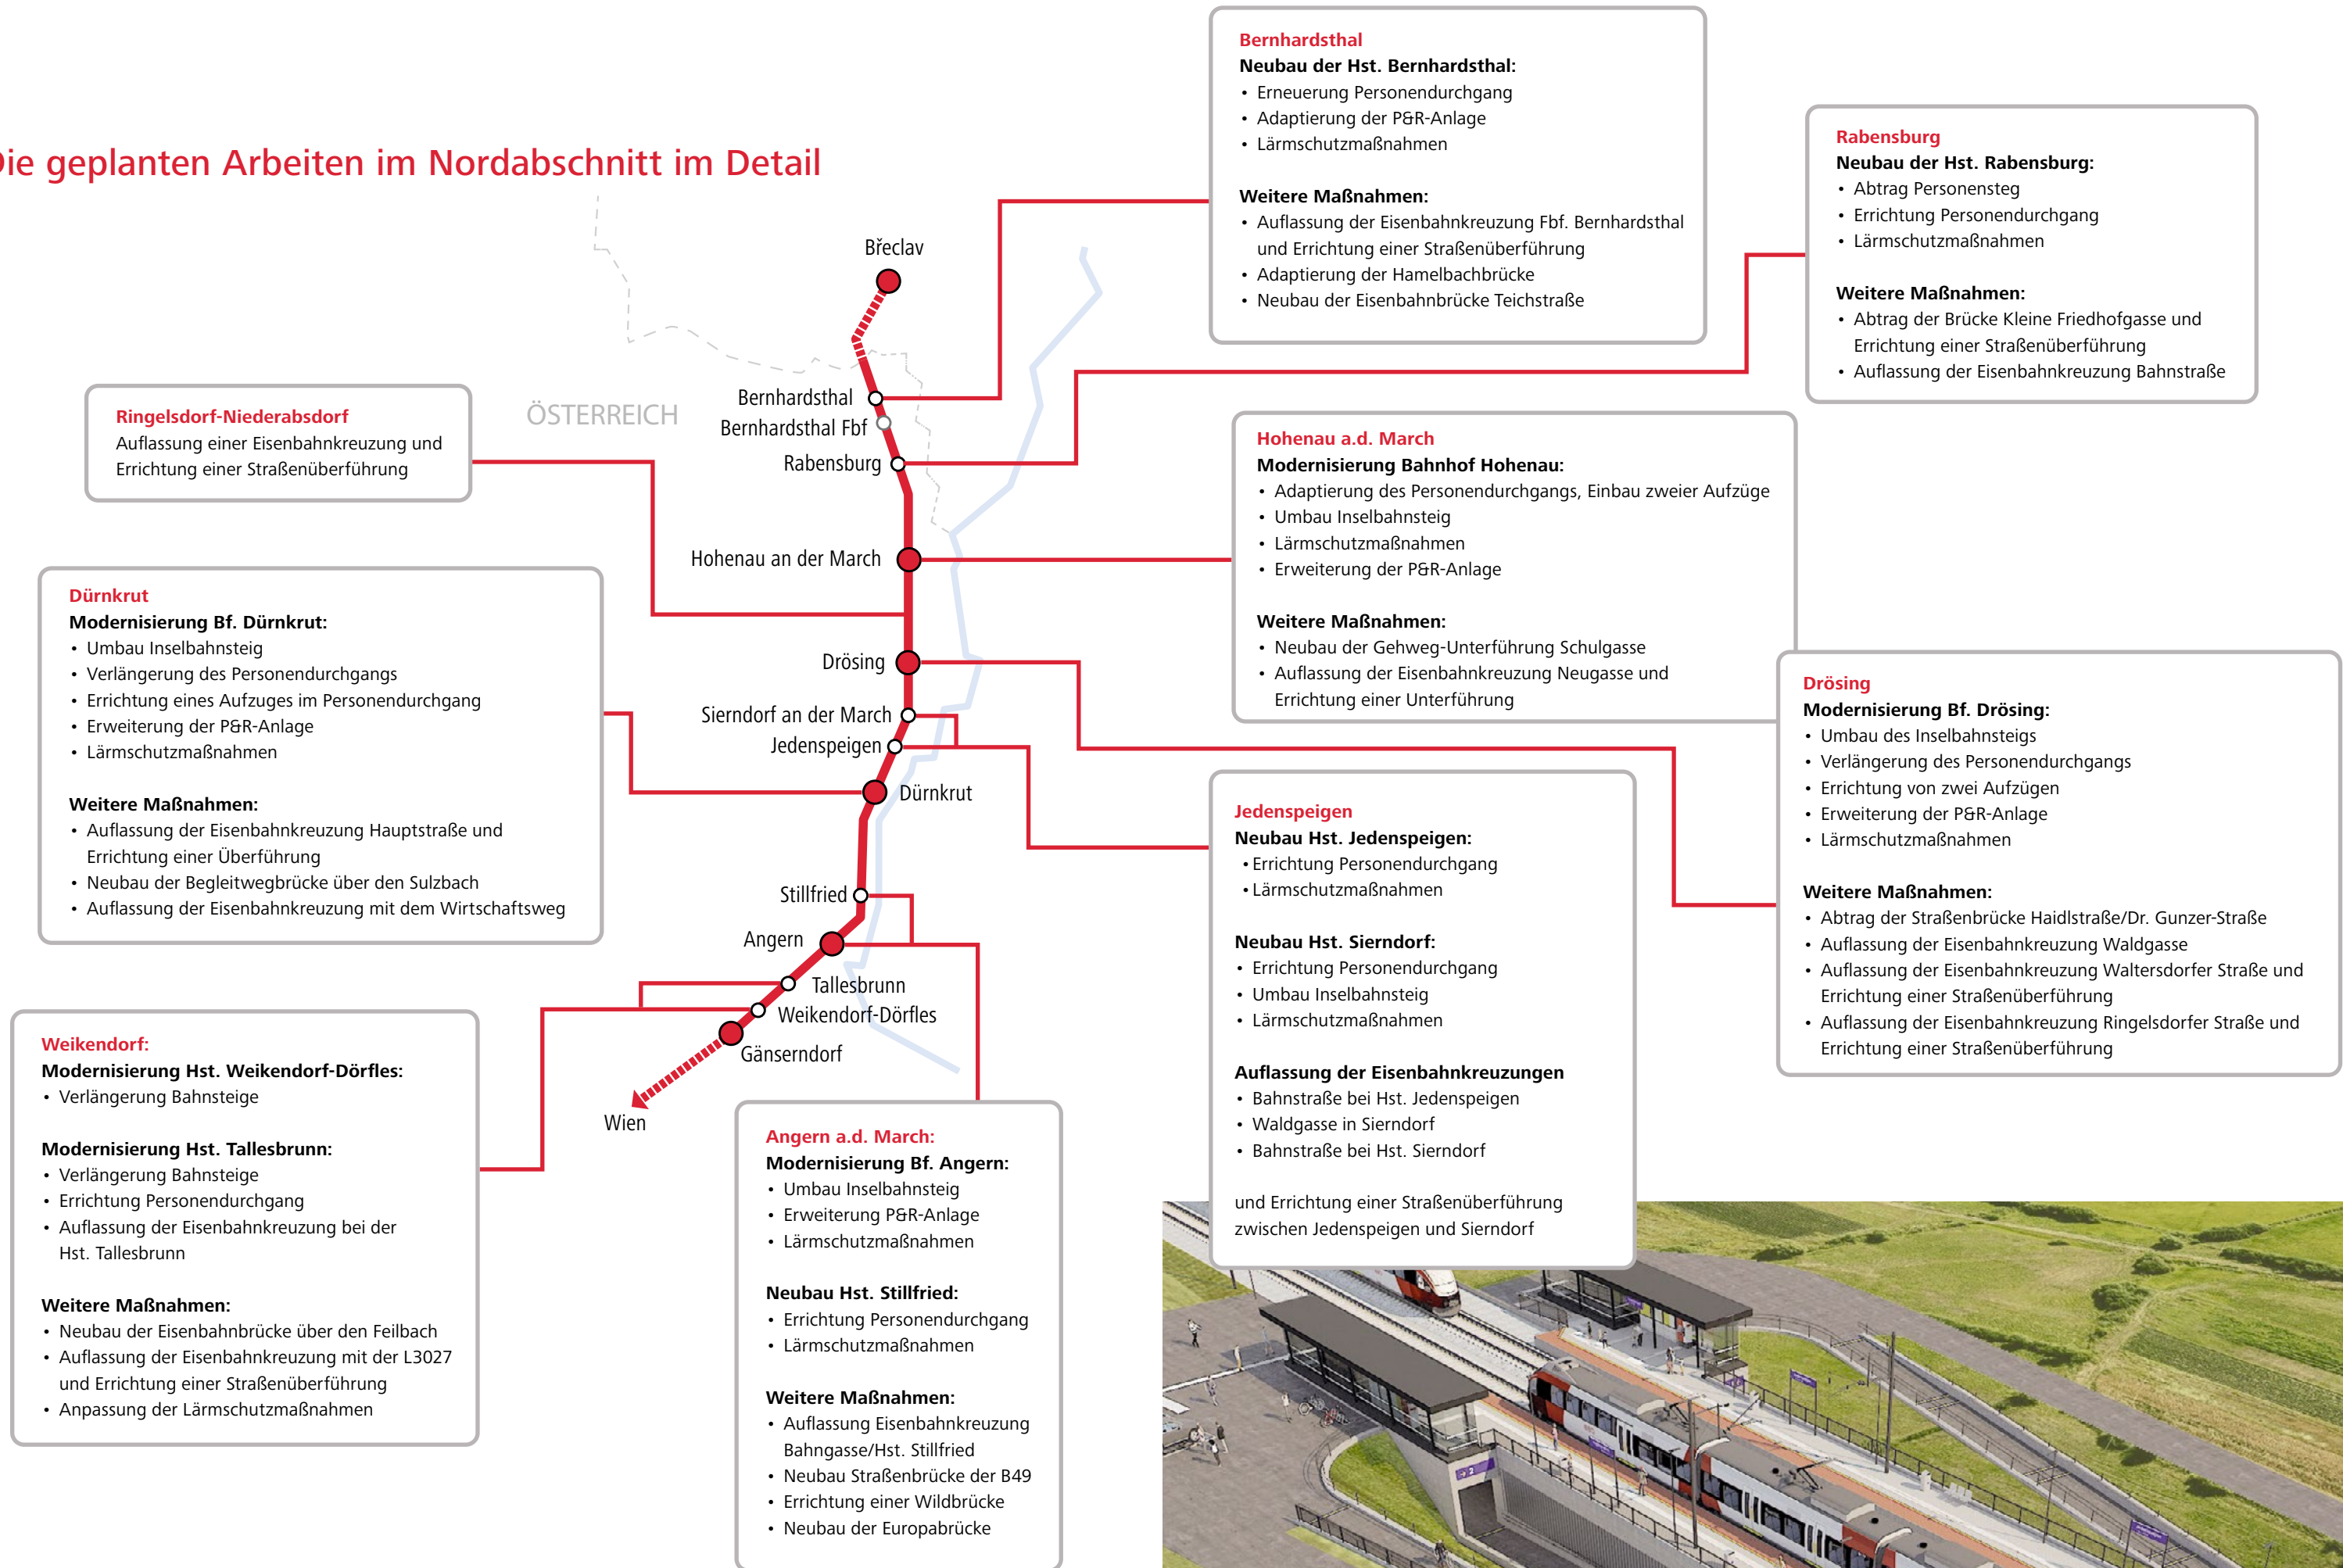 Die geplanten Arbeiten im Nordabschnitt im Detail
Bernhardsthal
Neubau der Hst. Bernhardsthal:
• Erneuerung Personendurchgang
• Adaptierung der P&R-Anlage
• Lärmschutzmaßnahmen
Weitere Maßnahmen:
• Auflassung der Eisenbahnkreuzung Fbf. Bernhardsthal
und Errichtung einer Straßenüberführung
• Adaptierung der Hamelbachbrücke
• Neubau der Eisenbahnbrücke Teichstraße
Rabensburg
Neubau der Hst. Rabensburg:
• Abtrag Personensteg
• Errichtung Personendurchgang
• Lärmschutzmaßnahmen
Weitere Maßnahmen:
• Abtrag der Brücke Kleine Friedhofgasse und
Errichtung einer Straßenüberführung
• Auflassung der Eisenbahnkreuzung Bahnstraße
Ringelsdorf-Niederabsdorf
Auflassung einer Eisenbahnkreuzung und
Errichtung einer Straßenüberführung
ÖSTERREICH
Břeclav
Bernhardsthal
Bernhardsthal Fbf
Rabensburg
Hohenau an der March
Drösing
Sierndorf an der March
Jedenspeigen
Dürnkrut
Stillfried
Angern
Tallesbrunn
Weikendorf-Dörfles
Gänserndorf
Wien
Hohenau a.d. March
Modernisierung Bahnhof Hohenau:
• Adaptierung des Personendurchgangs, Einbau zweier Aufzüge
• Umbau Inselbahnsteig
• Lärmschutzmaßnahmen
• Erweiterung der P&R-Anlage
Weitere Maßnahmen:
• Neubau der Gehweg-Unterführung Schulgasse
• Auflassung der Eisenbahnkreuzung Neugasse und
Errichtung einer Unterführung
Dürnkrut
Modernisierung Bf. Dürnkrut:
• Umbau Inselbahnsteig
• Verlängerung des Personendurchgangs
• Errichtung eines Aufzuges im Personendurchgang
• Erweiterung der P&R-Anlage
• Lärmschutzmaßnahmen
Weitere Maßnahmen:
• Auflassung der Eisenbahnkreuzung Hauptstraße und
Errichtung einer Überführung
• Neubau der Begleitwegbrücke über den Sulzbach
• Auflassung der Eisenbahnkreuzung mit dem Wirtschaftsweg
Drösing
Modernisierung Bf. Drösing:
• Umbau des Inselbahnsteigs
• Verlängerung des Personendurchgangs
• Errichtung von zwei Aufzügen
• Erweiterung der P&R-Anlage
• Lärmschutzmaßnahmen
Weitere Maßnahmen:
• Abtrag der Straßenbrücke Haidlstraße/Dr. Gunzer-Straße
• Auflassung der Eisenbahnkreuzung Waldgasse
• Auflassung der Eisenbahnkreuzung Waltersdorfer Straße und
Errichtung einer Straßenüberführung
• Auflassung der Eisenbahnkreuzung Ringelsdorfer Straße und
Errichtung einer Straßenüberführung
Jedenspeigen
Neubau Hst. Jedenspeigen:
• Errichtung Personendurchgang
• Lärmschutzmaßnahmen
Neubau Hst. Sierndorf:
• Errichtung Personendurchgang
• Umbau Inselbahnsteig
• Lärmschutzmaßnahmen
Auflassung der Eisenbahnkreuzungen
• Bahnstraße bei Hst. Jedenspeigen
• Waldgasse in Sierndorf
• Bahnstraße bei Hst. Sierndorf
und Errichtung einer Straßenüberführung
zwischen Jedenspeigen und Sierndorf
Weikendorf:
Modernisierung Hst. Weikendorf-Dörfles:
• Verlängerung Bahnsteige
Modernisierung Hst. Tallesbrunn:
• Verlängerung Bahnsteige
• Errichtung Personendurchgang
• Auflassung der Eisenbahnkreuzung bei der
Hst. Tallesbrunn
Weitere Maßnahmen:
• Neubau der Eisenbahnbrücke über den Feilbach
• Auflassung der Eisenbahnkreuzung mit der L3027
und Errichtung einer Straßenüberführung
• Anpassung der Lärmschutzmaßnahmen
Angern a.d. March:
Modernisierung Bf. Angern:
• Umbau Inselbahnsteig
• Erweiterung P&R-Anlage
• Lärmschutzmaßnahmen
Neubau Hst. Stillfried:
• Errichtung Personendurchgang
• Lärmschutzmaßnahmen
Weitere Maßnahmen:
• Auflassung Eisenbahnkreuzung
Bahngasse/Hst. Stillfried
• Neubau Straßenbrücke der B49
• Errichtung einer Wildbrücke
• Neubau der Europabrücke